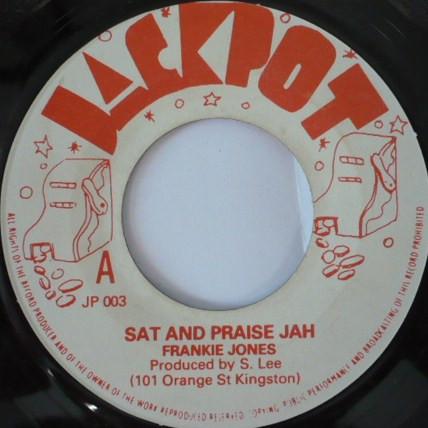 JACKPOT
A
JP 003
SAT AND PRAISE JAH
FRANKIE JONES
Produced by S. Lee
(101 Orange St Kingston)
ALL RIGHTS OF THE RECORD PRODUCER AND OF THE OWNER OF THE WORK REPRODUCED RESERVED COPYING, PUBLIC PERFORMANCE AND BROADCASTING OF THIS RECORD PROHIBITED